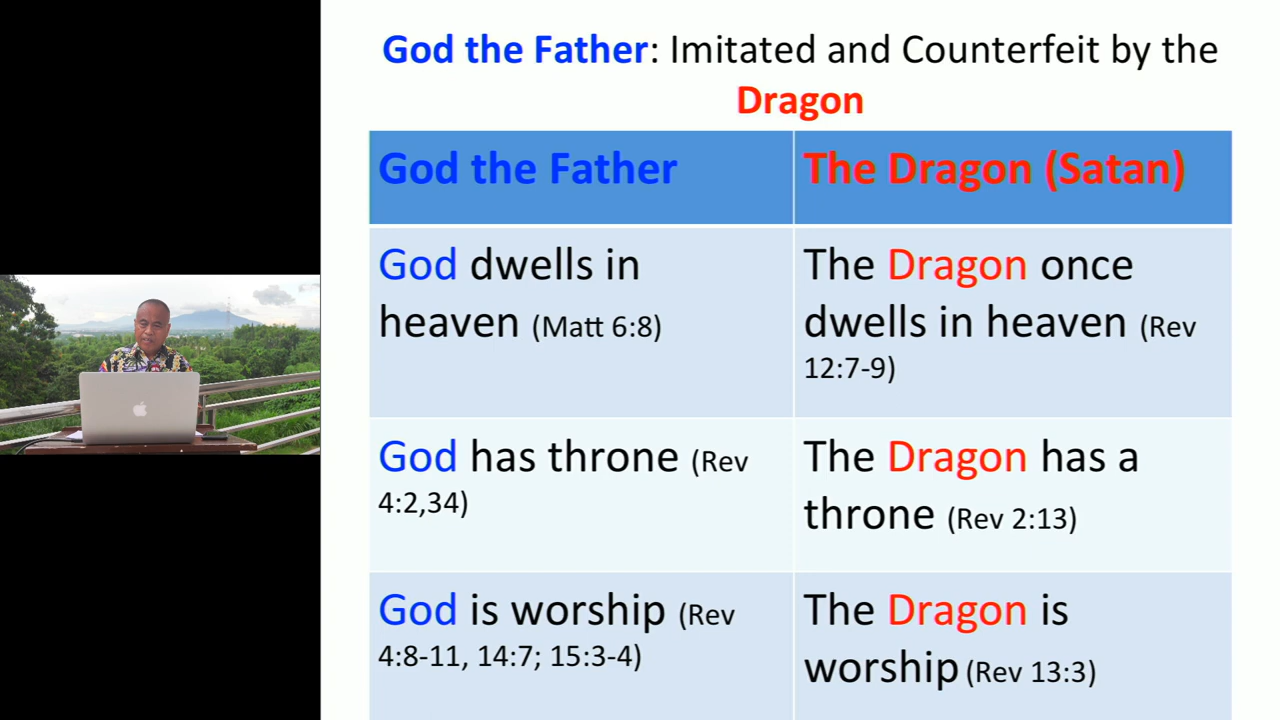 God the Father: Imitated and Counterfeit by the
Dragon
God the Father
The Dragon (Satan)
God dwells in
heaven (Matt 6:8)
The Dragon once
dwells in heaven (Rev
12:7-9)
God has throne (Rev
4:2,34)
The Dragon has a
throne (Rev 2:13)
God is worship (Rev
4:8-11, 14:7; 15:3-4)
The Dragon is
worship (Rev 13:3)